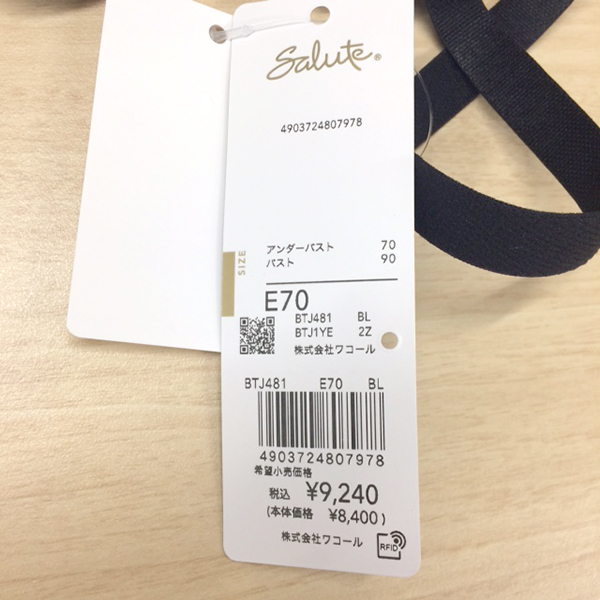 Salute®
4903724807978
SIZE
アンダーバスト 70
バスト 90
E70
BTJ481 BL
BTJ1YE 2Z
株式会社ワコール
BTJ481 E70 BL
4903724807978
希望小売価格
税込 ¥9,240
(本体価格 ¥8,400)
株式会社ワコール
RFID